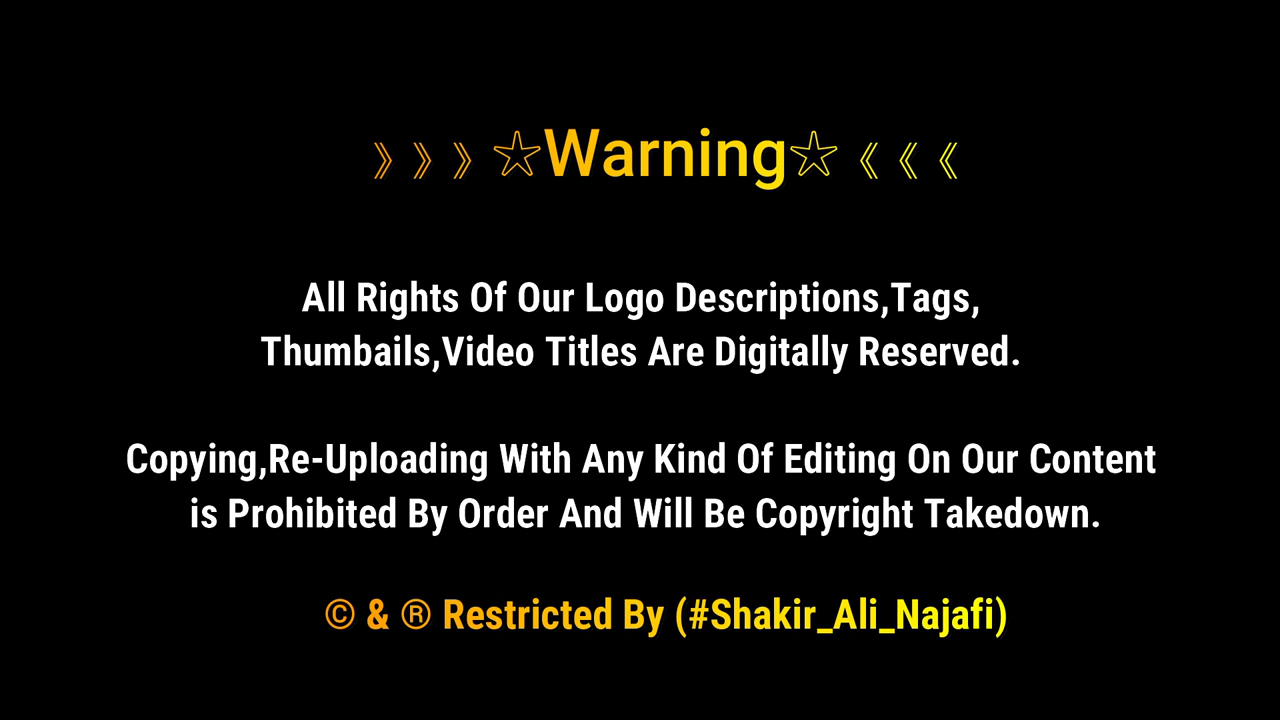 》》》☆Warning☆《《《
All Rights Of Our Logo Descriptions,Tags,
Thumbails,Video Titles Are Digitally Reserved.
Copying,Re-Uploading With Any Kind Of Editing On Our Content
is Prohibited By Order And Will Be Copyright Takedown.
© & ® Restricted By (#Shakir_Ali_Najafi)